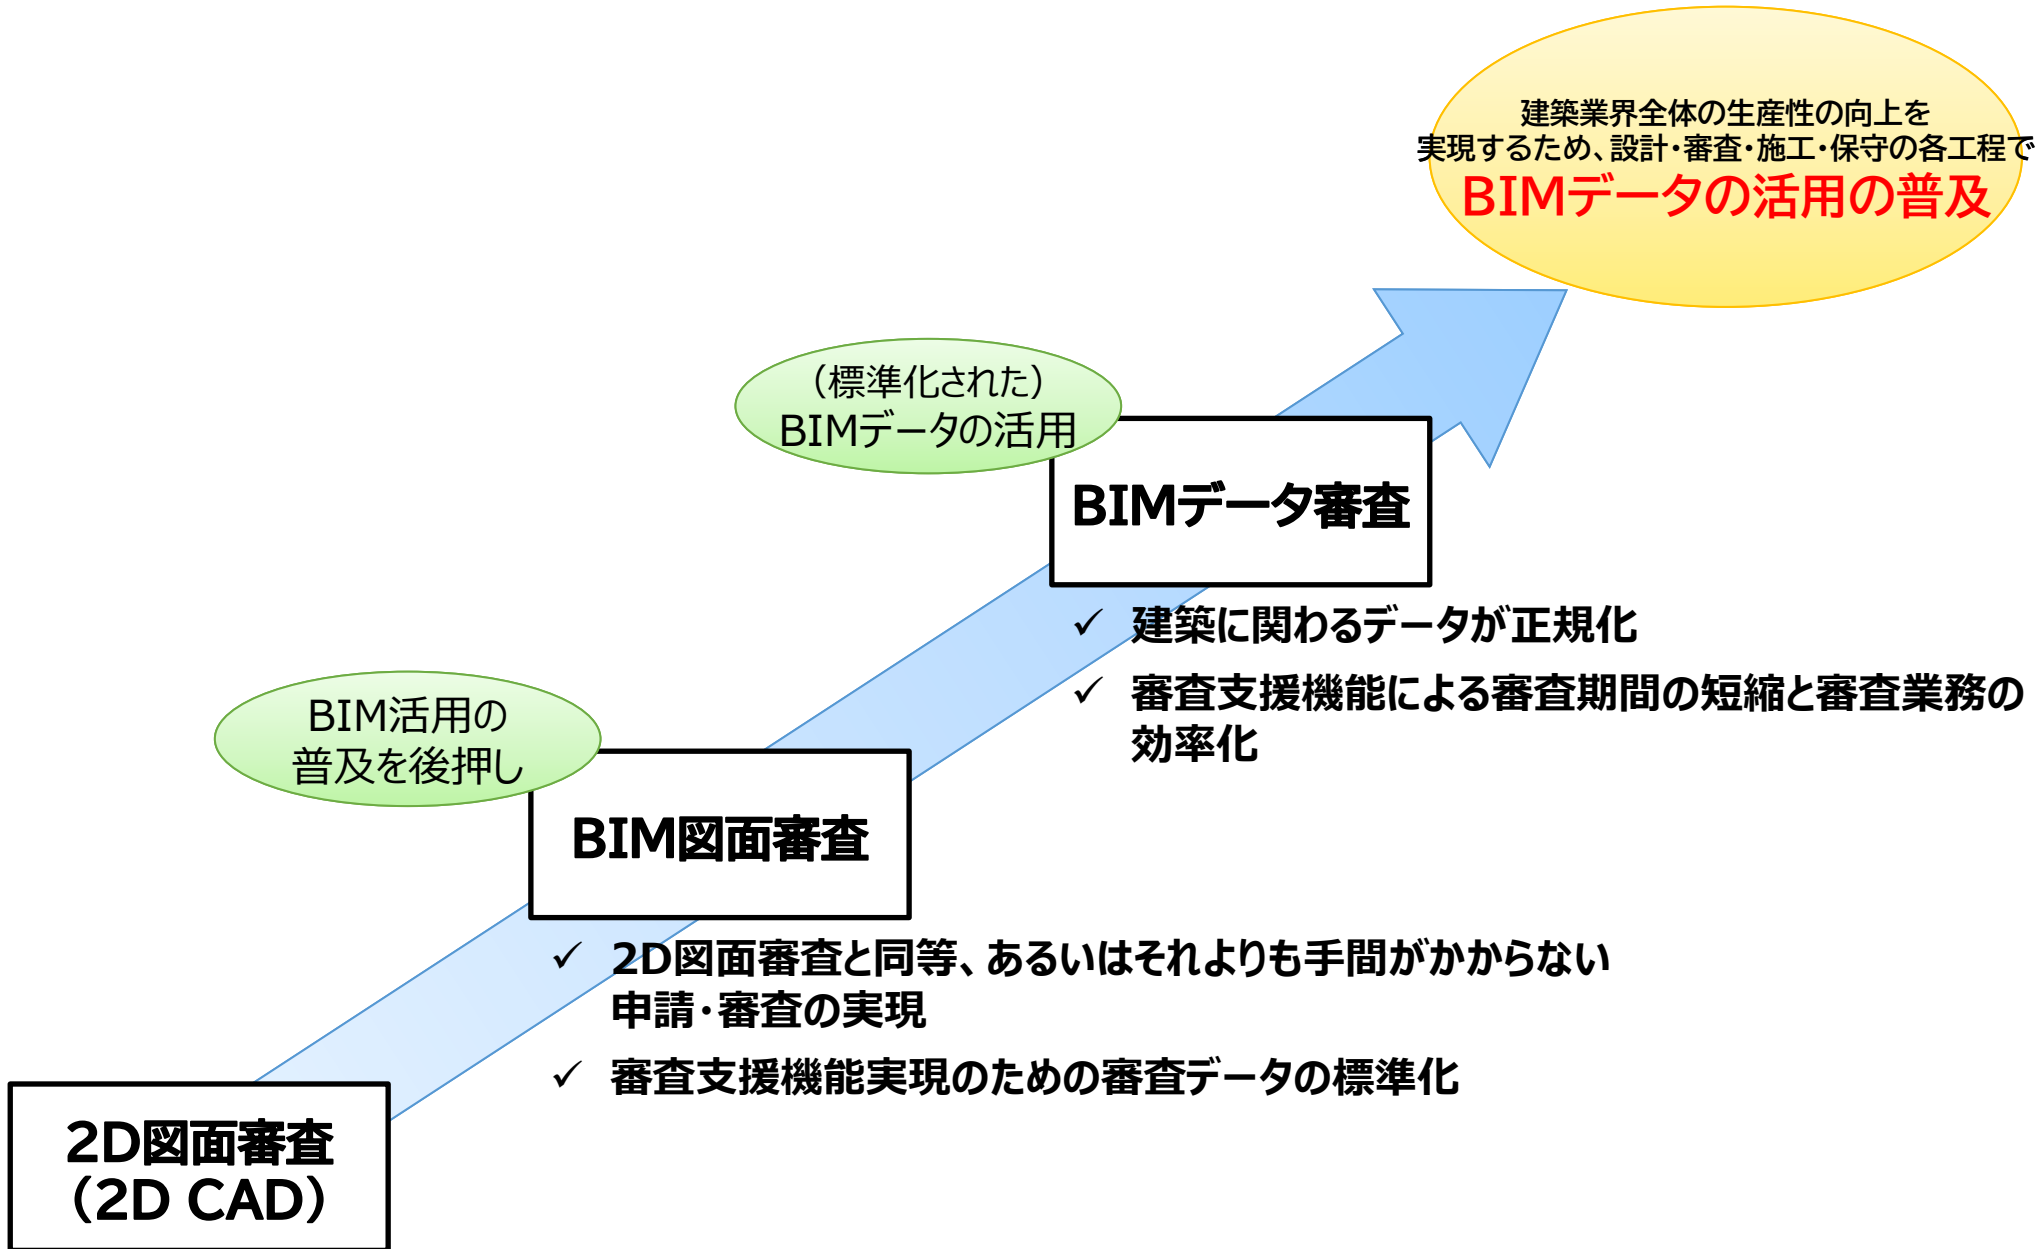 建築業界全体の生産性の向上を
実現するため、設計・審査・施工・保守の各工程で
BIMデータの活用の普及
（標準化された）
BIMデータの活用
BIMデータ審査
✓ 建築に関わるデータが正規化
✓ 審査支援機能による審査期間の短縮と審査業務の
効率化
BIM活用の
普及を後押し
BIM図面審査
✓ 2D図面審査と同等、あるいはそれよりも手間がかからない
申請・審査の実現
✓ 審査支援機能実現のための審査データの標準化
2D図面審査
（2D CAD）